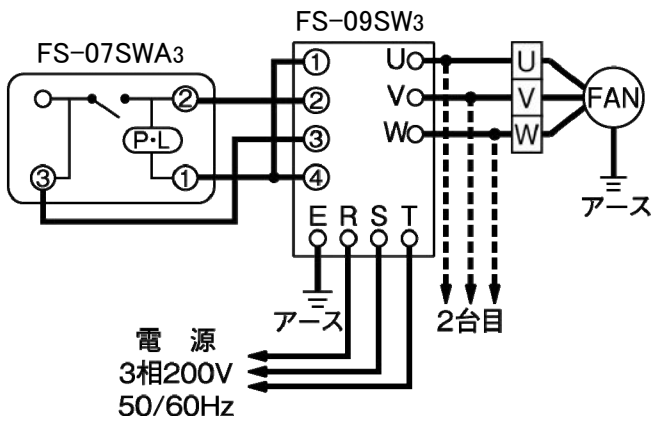 FS-09SW3
FS-07SWA3
① U U
② ② V V FAN
P・L ③ W W
③ ① ④
E R S T
アース
アース
2台目
電 源
3相200V
50/60Hz